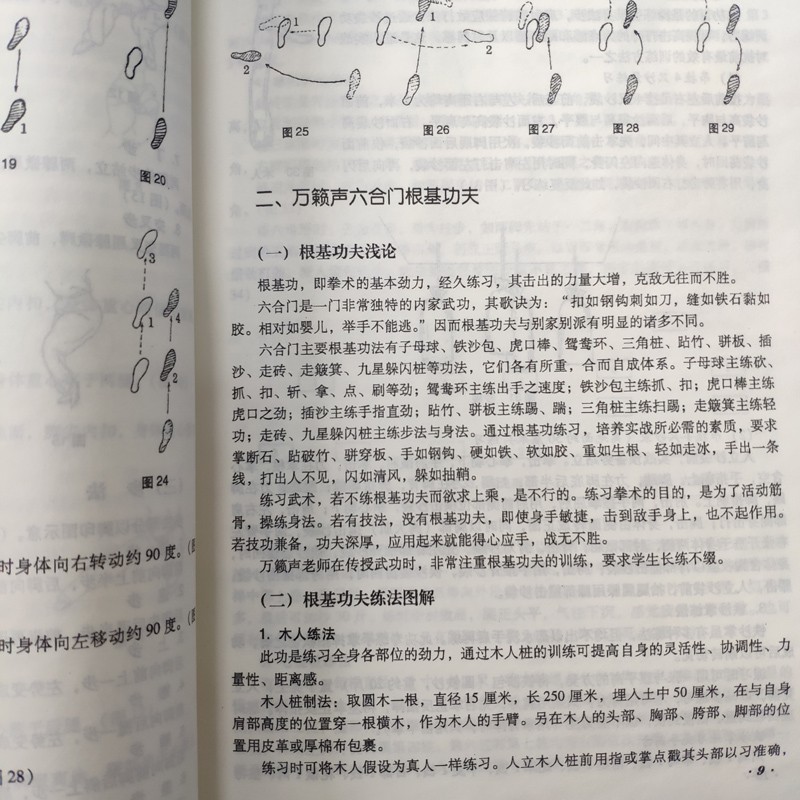 19
图20
3
1
4
2
图24
时身体向右转动约90度。
时身体向左移动约90度。
28）
1
2
2
图25
图26
图27
图28
图29
二、万籁声六合门根基功夫
（一）根基功夫浅论
根基功，即拳术的基本劲力，经久练习，其击出的力量大增，克敌无往而不胜。
六合门是一门非常独特的内家武功，其歌诀为：“扣如钢钩刺如刀，缝如铁石黏如
胶。相对如婴儿，举手不能逃。”因而根基功夫与别家别派有明显的诸多不同。
六合门主要根基功法有子母球、铁沙包、虎口棒、鸳鸯环、三角桩、跍竹、骈板、插
沙、走砖、走簸箕、九星躲闪桩等功法，它们各有所重，合而自成体系。子母球主练砍、
抓、扣、斩、拿、点、刷等劲；鸳鸯环主练出手之速度；铁沙包主练抓、扣；虎口棒主练
虎口之劲；插沙主练手指直劲；跍竹、骈板主练踢、踹；三角桩主练扫踢；走簸箕主练轻
功；走砖、九星躲闪桩主练步法与身法。通过根基功练习，培养实战所必需的素质，要求
掌断石、跍破竹、骈穿板、手如钢钩、硬如铁、软如胶、重如生根、轻如走冰，手出一条
线，打出人不见，闪如清风，躲如抽鞘。
练习武术，若不练根基功夫而欲求上乘，是不行的。练习拳术的目的，是为了活动筋
骨，操练身法。若有技法，没有根基功夫，即使身手敏捷，击到敌手身上，也不起作用。
若技功兼备，功夫深厚，应用起来就能得心应手，战无不胜。
万籁声老师在传授武功时，非常注重根基功夫的训练，要求学生长练不缀。
（二）根基功夫练法图解
1. 木人练法
此功是练习全身各部位的劲力，通过木人桩的训练可提高自身的灵活性、协调性、力
量性、距离感。
木人桩制法：取圆木一根，直径15厘米，长250厘米，埋入土中50厘米，在与自身
肩部高度的位置穿一根横木，作为木人的手臂。另在木人的头部、胸部、胯部、脚部的位
置用皮革或厚棉布包裹。
练习时可将木人假设为真人一样练习。人立木人桩前用指或掌点戳其头部以习准确，
·9·